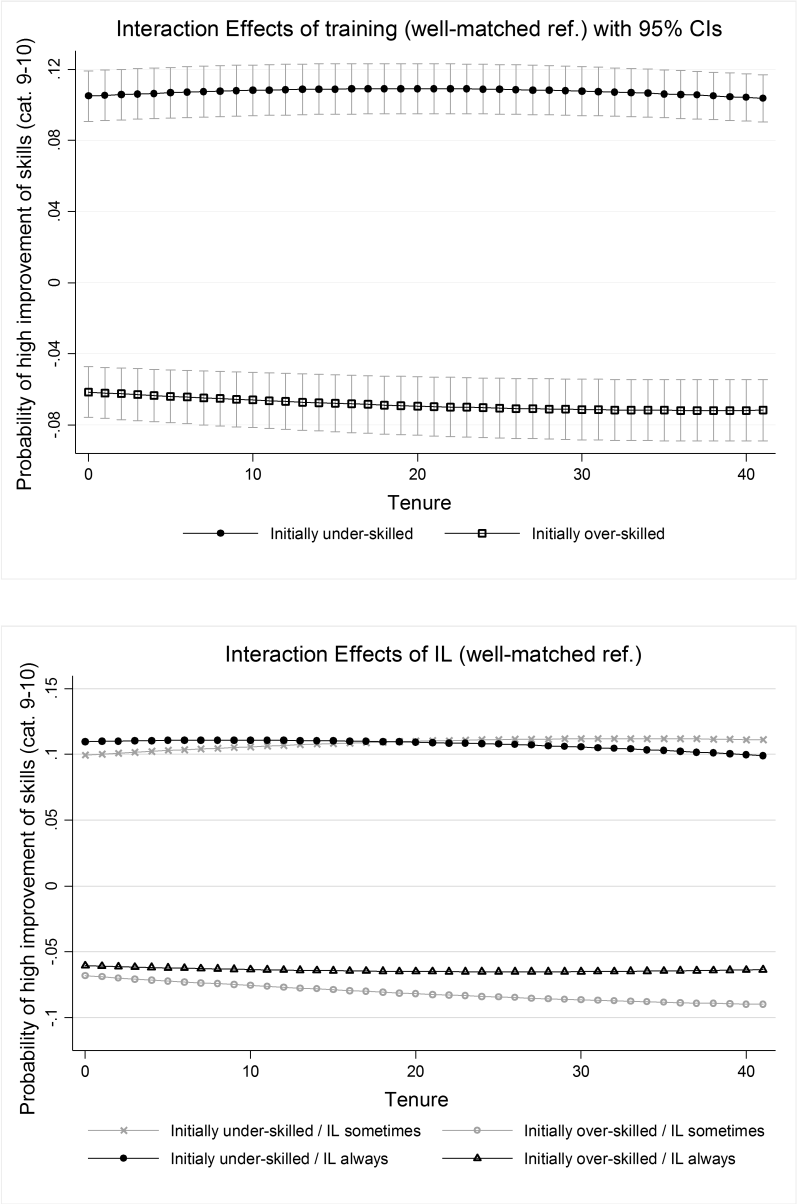 Interaction Effects of training (well-matched ref.) with 95% CIs
Probability of high improvement of skills (cat. 9-10)
.12
.08
.04
0
-.04
-.08
0 10 20 30 40
Tenure
Initially under-skilled Initially over-skilled
Interaction Effects of IL (well-matched ref.)
Probability of high improvement of skills (cat. 9-10)
.15
.1
.05
0
-.05
-.1
0 10 20 30 40
Tenure
Initially under-skilled / IL sometimes Initially over-skilled / IL sometimes
Initialy under-skilled / IL always Initially over-skilled / IL always